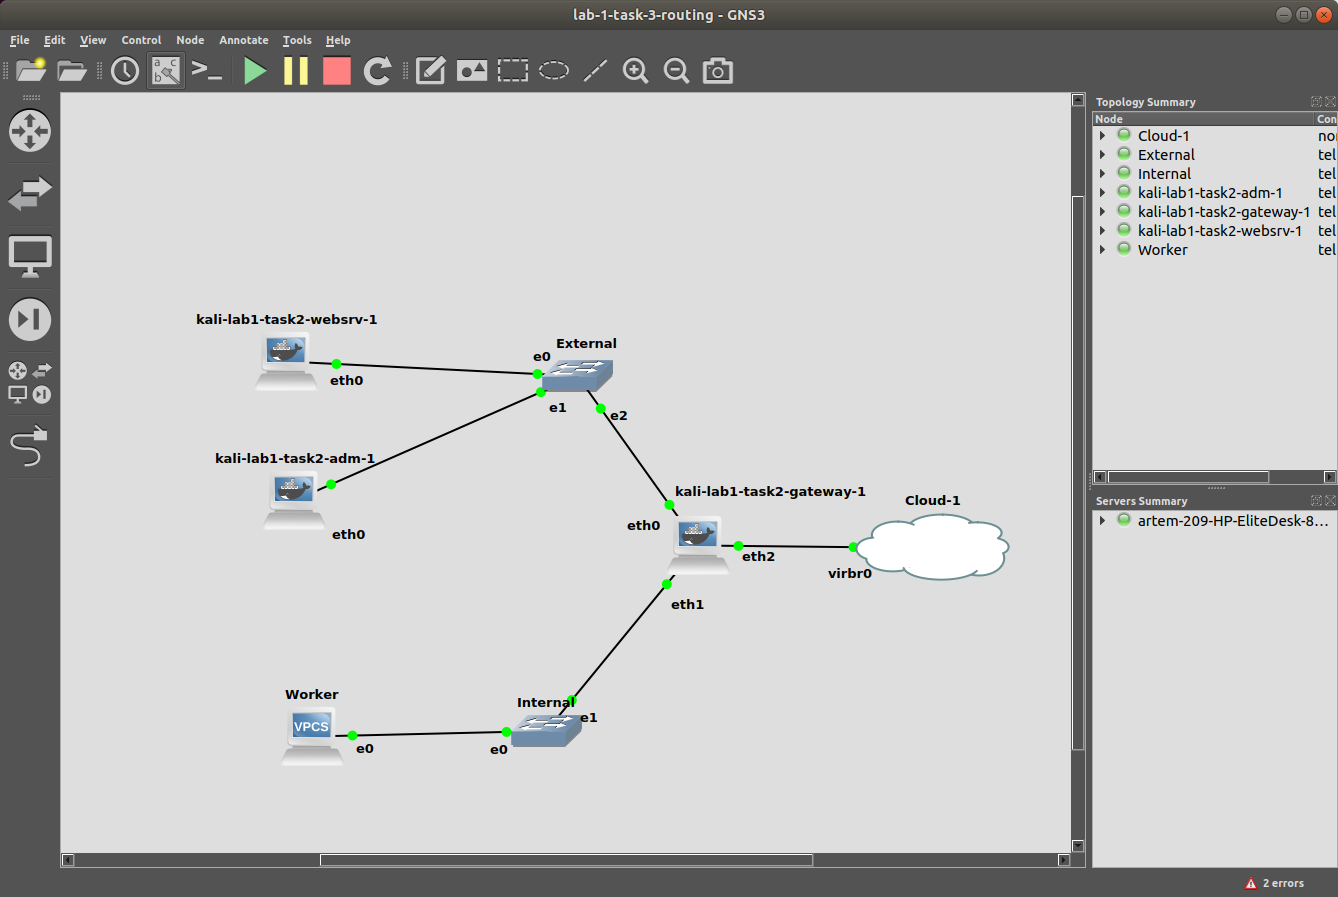 lab-1-task-3-routing - GNS3
File Edit View Control Node Annotate Tools Help
a c
b
>_
Topology Summary
Node Con
Cloud-1 nor
External tel
Internal tel
kali-lab1-task2-adm-1 tel
kali-lab1-task2-gateway-1 tel
kali-lab1-task2-websrv-1 tel
Worker tel
kali-lab1-task2-websrv-1
eth0
External
e0
e1
e2
kali-lab1-task2-adm-1
eth0
kali-lab1-task2-gateway-1
eth0
eth2
eth1
Cloud-1
virbr0
Servers Summary
artem-209-HP-EliteDesk-8...
Worker
VPCS
e0
Internal
e1
e0
2 errors